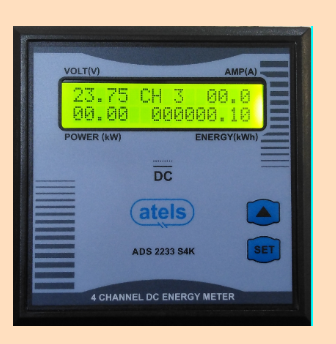 VOLT(V) AMP(A)
23.75 CH 3 00.0
00.00 000000.10
POWER (kW) ENERGY(kWh)
DC
atels
ADS 2233 S4K
SET
4 CHANNEL DC ENERGY METER